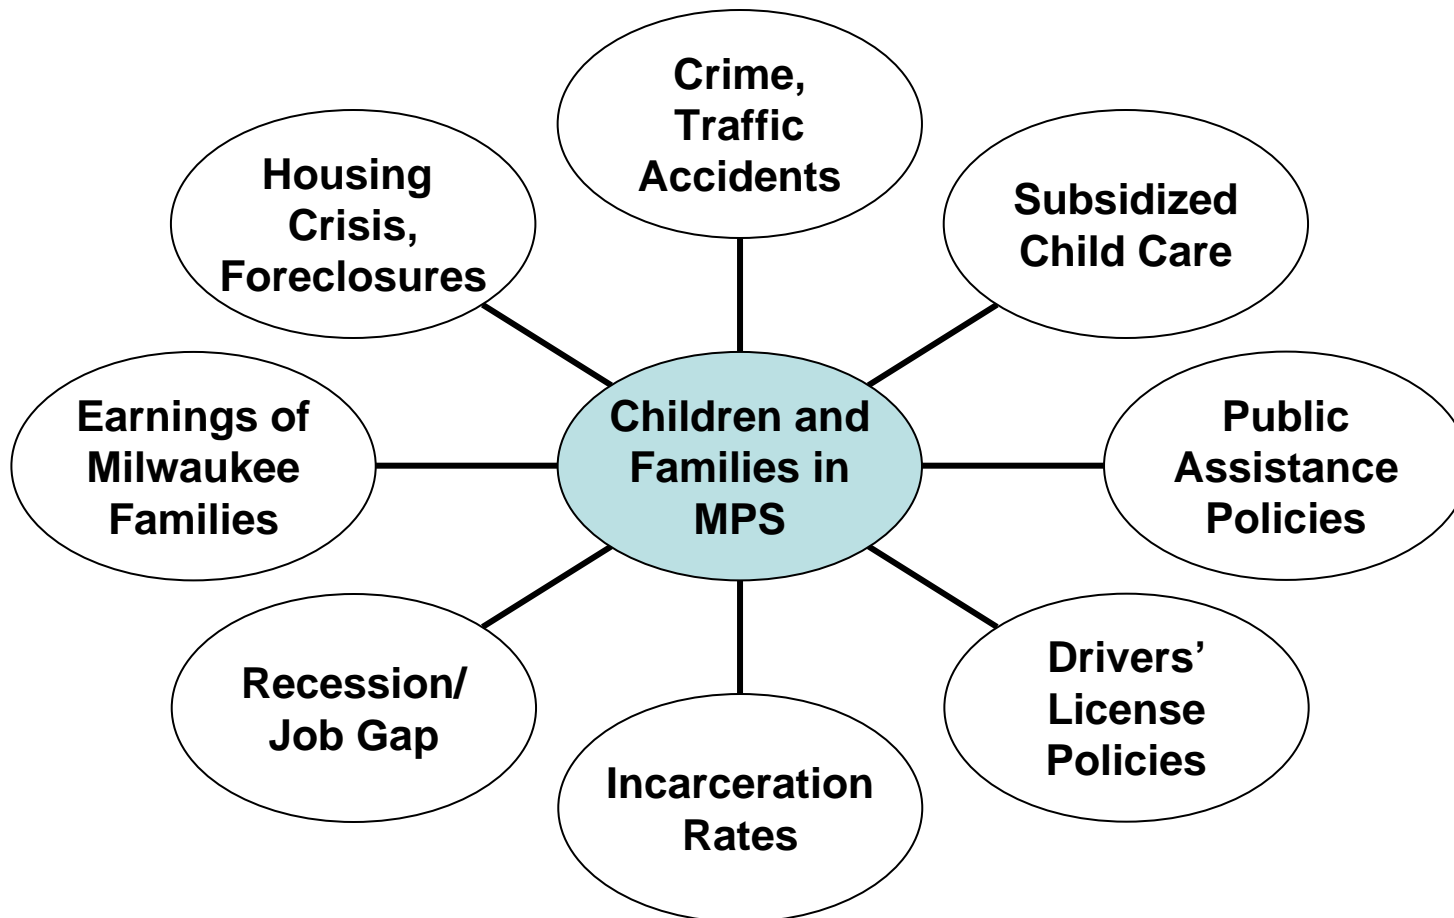 Crime,
Traffic
Accidents
Housing
Crisis,
Foreclosures
Subsidized
Child Care
Earnings of
Milwaukee
Families
Children and
Families in
MPS
Public
Assistance
Policies
Recession/
Job Gap
Drivers’
License
Policies
Incarceration
Rates